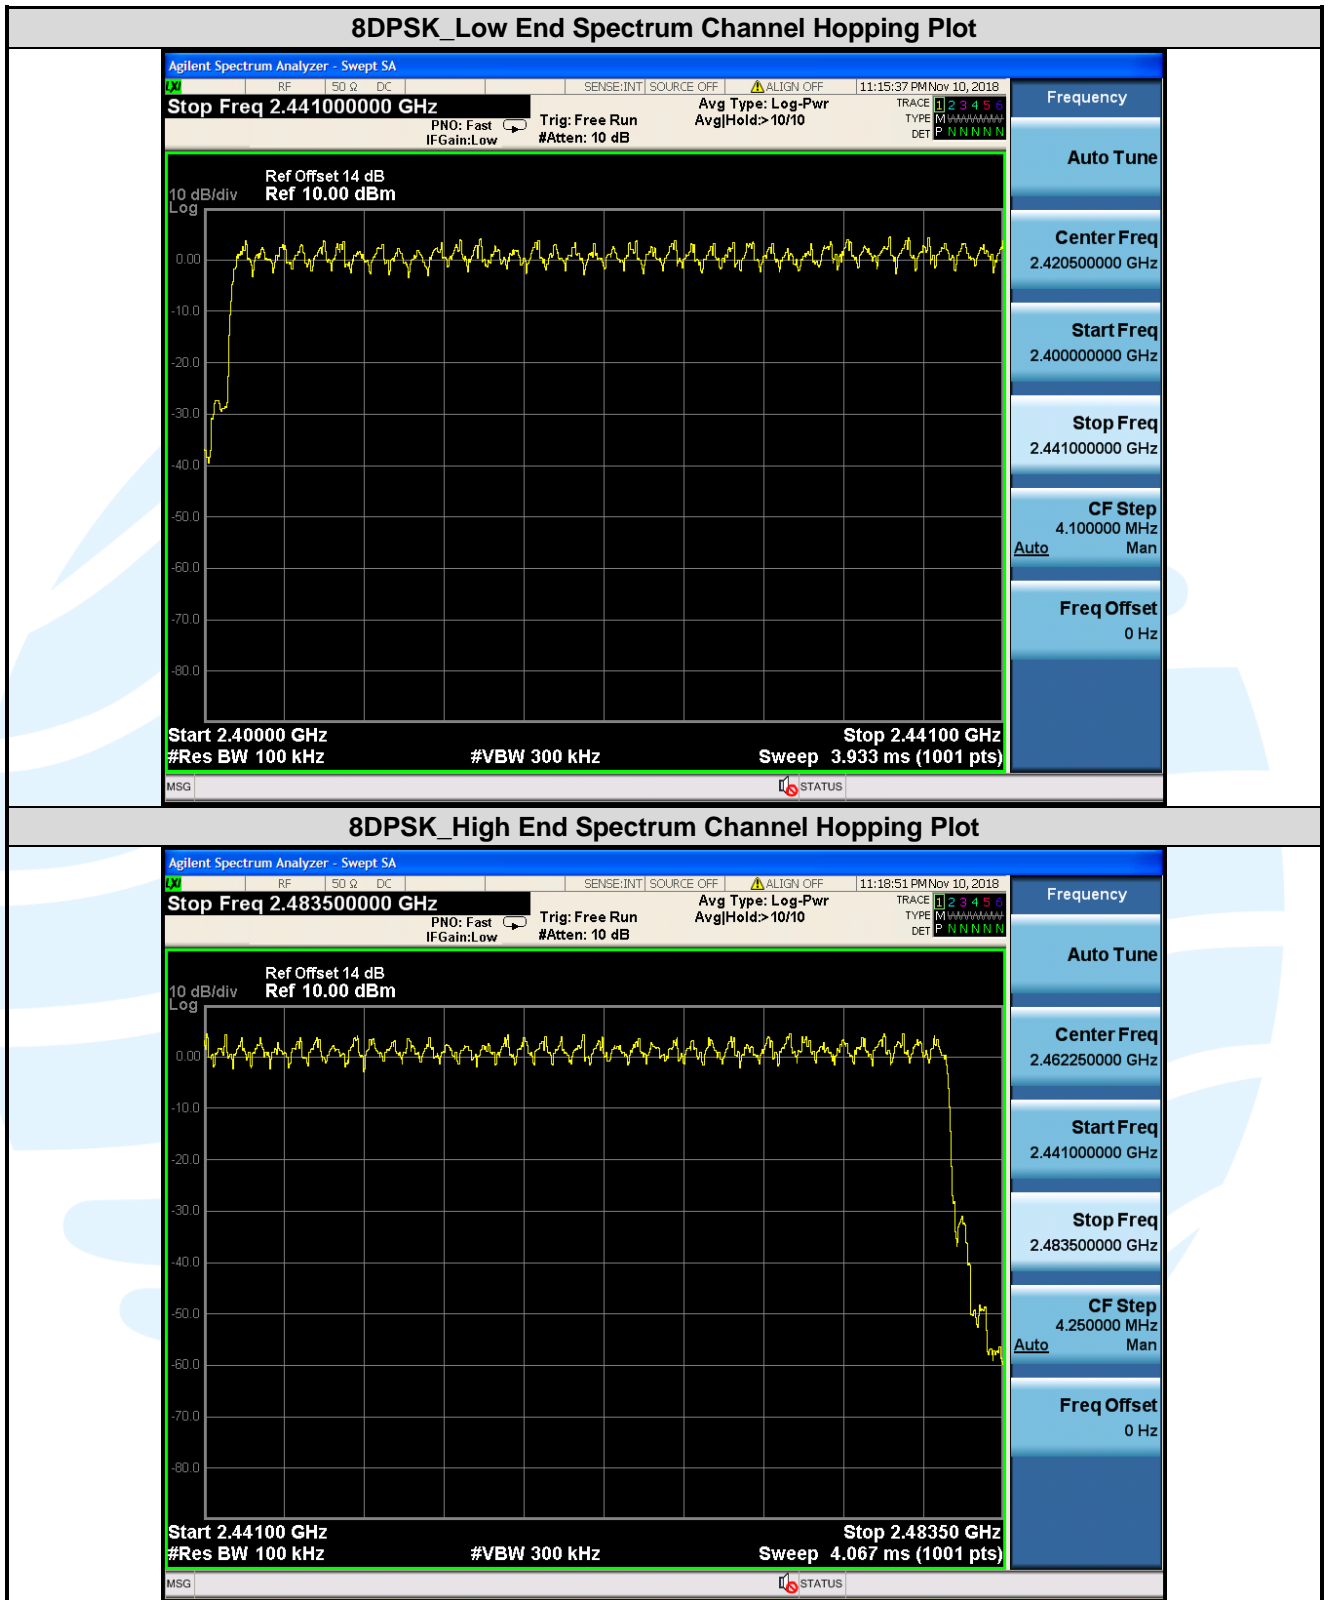 8DPSK_Low End Spectrum Channel Hopping Plot
Agilent Spectrum Analyzer - Swept SA
LXI RF 50 Ω DC SENSE:INT SOURCE OFF ALIGN OFF 11:15:37 PM Nov 10, 2018
Stop Freq 2.441000000 GHz
PNO: Fast
IFGain:Low
Trig: Free Run
#Atten: 10 dB
Avg Type: Log-Pwr
Avg|Hold:> 10/10
TRACE 1 2 3 4 5 6
TYPE M WWWWW
DET P N N N N N
Ref Offset 14 dB
10 dB/div Ref 10.00 dBm
Log
0.00
-10.0
-20.0
-30.0
-40.0
-50.0
-60.0
-70.0
-80.0
Start 2.40000 GHz Stop 2.44100 GHz
#Res BW 100 kHz #VBW 300 kHz Sweep 3.933 ms (1001 pts)
MSG STATUS
Frequency
Auto Tune
Center Freq
2.420500000 GHz
Start Freq
2.400000000 GHz
Stop Freq
2.441000000 GHz
CF Step
4.100000 MHz
Auto Man
Freq Offset
0 Hz
8DPSK_High End Spectrum Channel Hopping Plot
Agilent Spectrum Analyzer - Swept SA
LXI RF 50 Ω DC SENSE:INT SOURCE OFF ALIGN OFF 11:18:51 PM Nov 10, 2018
Stop Freq 2.483500000 GHz
PNO: Fast
IFGain:Low
Trig: Free Run
#Atten: 10 dB
Avg Type: Log-Pwr
Avg|Hold:> 10/10
TRACE 1 2 3 4 5 6
TYPE M WWWWW
DET P N N N N N
Ref Offset 14 dB
10 dB/div Ref 10.00 dBm
Log
0.00
-10.0
-20.0
-30.0
-40.0
-50.0
-60.0
-70.0
-80.0
Start 2.44100 GHz Stop 2.48350 GHz
#Res BW 100 kHz #VBW 300 kHz Sweep 4.067 ms (1001 pts)
MSG STATUS
Frequency
Auto Tune
Center Freq
2.462250000 GHz
Start Freq
2.441000000 GHz
Stop Freq
2.483500000 GHz
CF Step
4.250000 MHz
Auto Man
Freq Offset
0 Hz